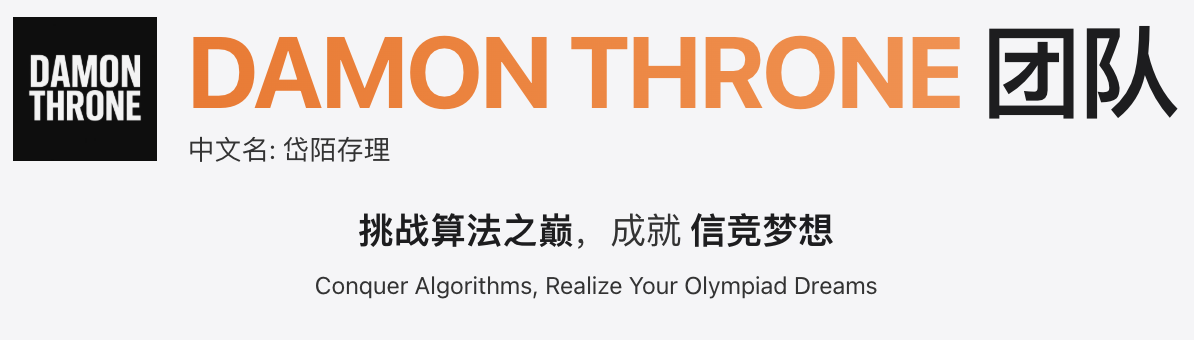 DAMON
THRONE
DAMON THRONE 团队
中文名: 岱陌存理
挑战算法之巅，成就 信竞梦想
Conquer Algorithms, Realize Your Olympiad Dreams